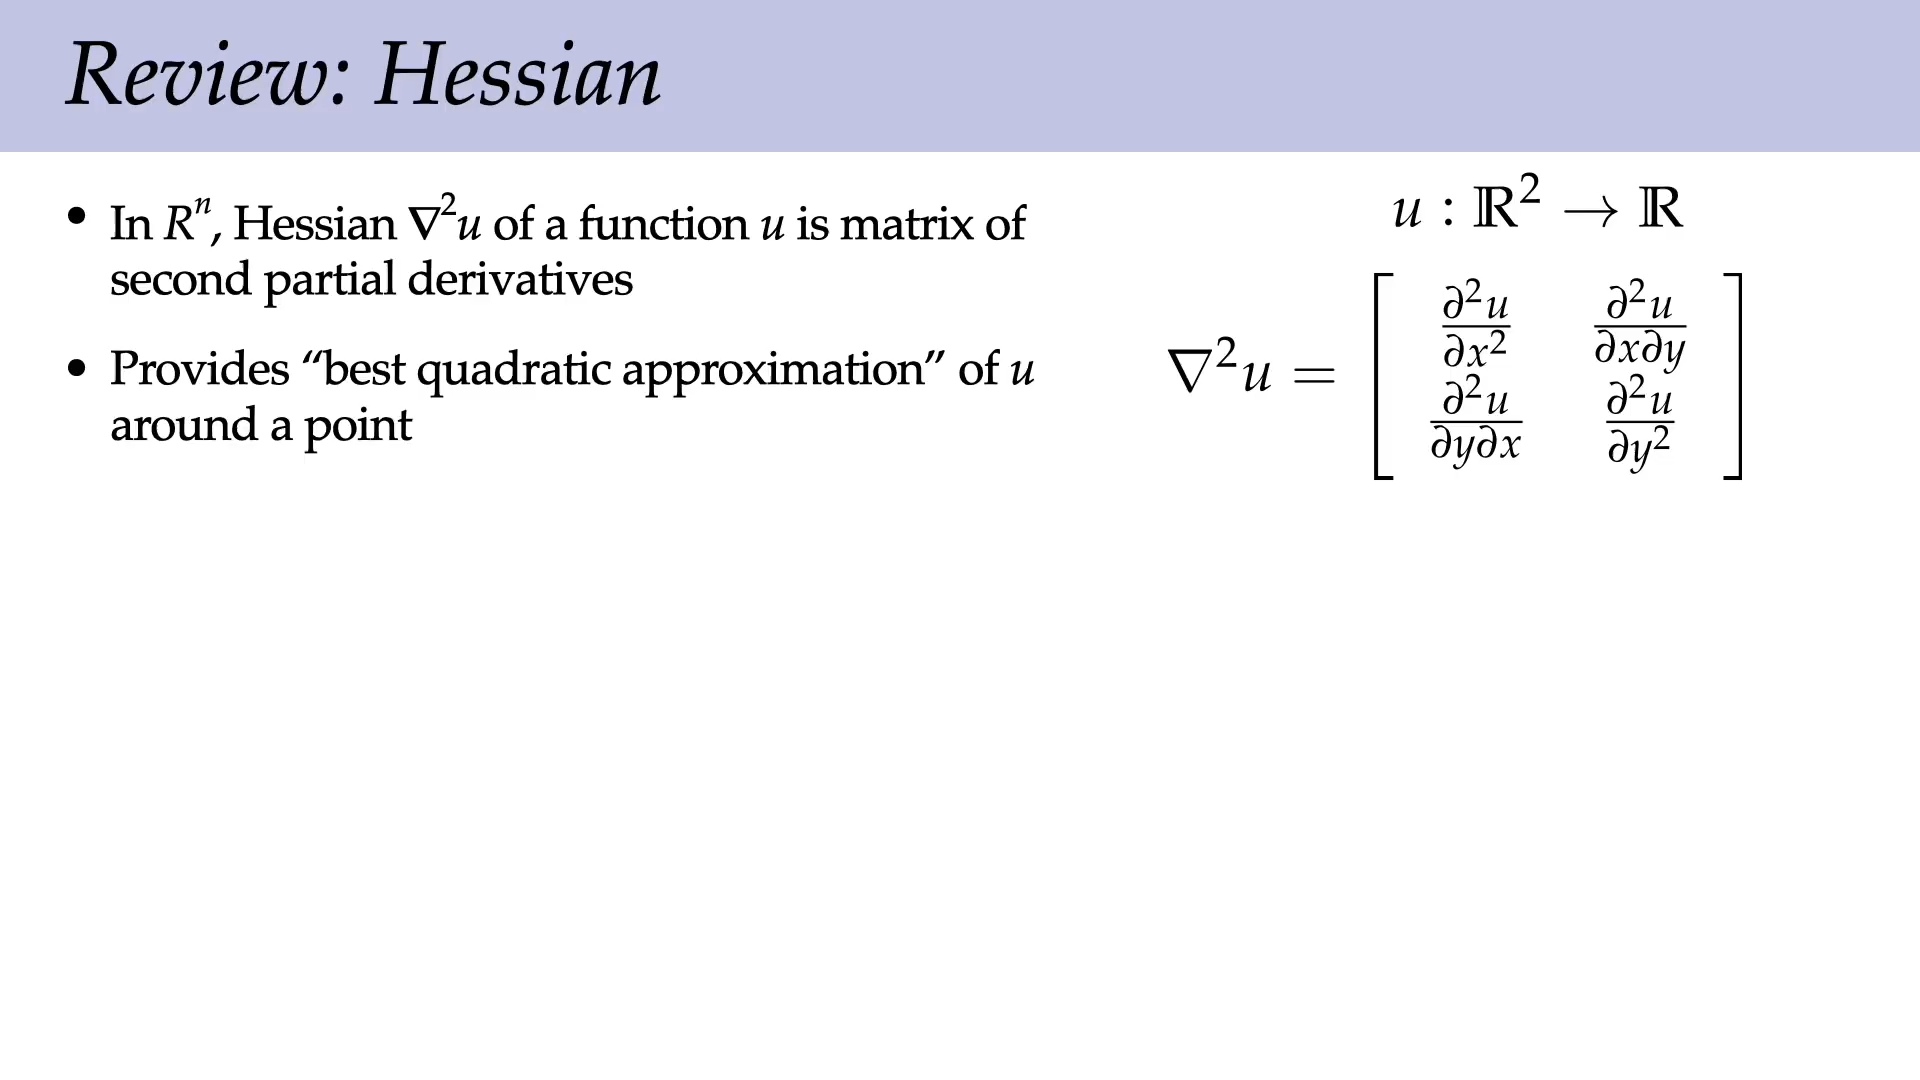 Review: Hessian
• In Rⁿ, Hessian ∇²u of a function u is matrix of
second partial derivatives
• Provides “best quadratic approximation” of u
around a point
u : ℝ² → ℝ
∇²u = [ ∂²u/∂x² ∂²u/∂x∂y
∂²u/∂y∂x ∂²u/∂y² ]